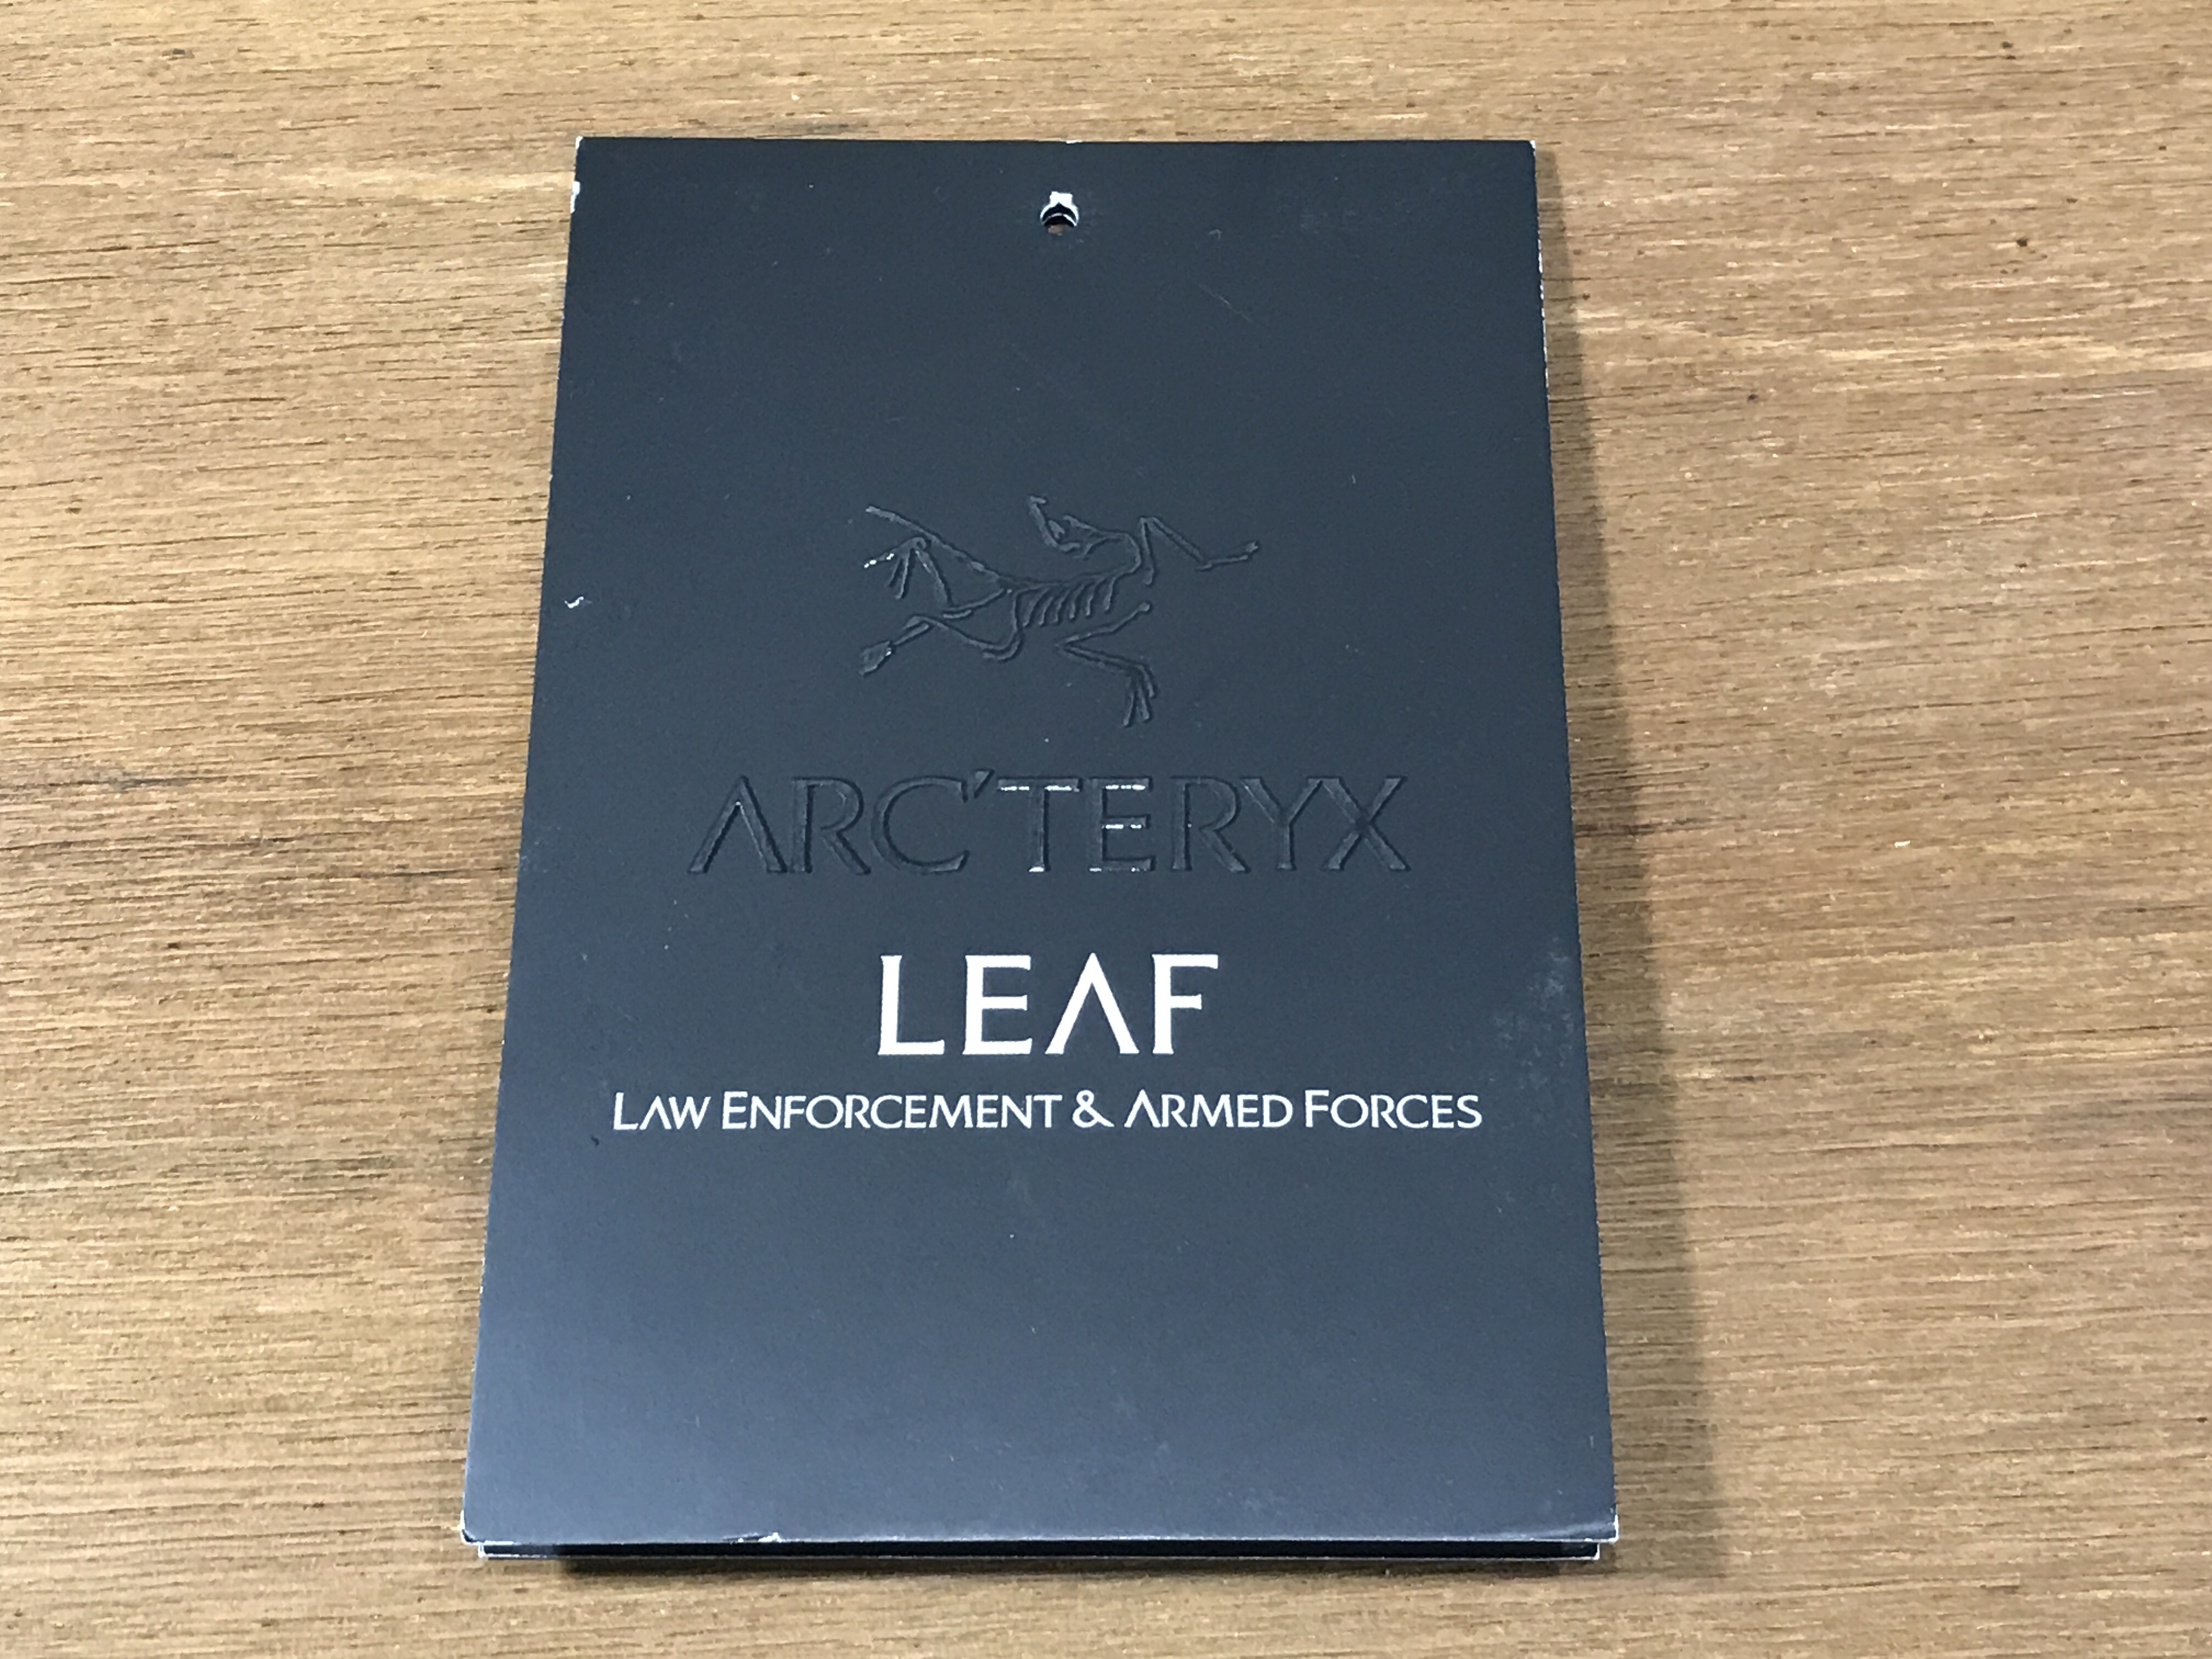 ARC'TERYX
LEAF
LAW ENFORCEMENT & ARMED FORCES